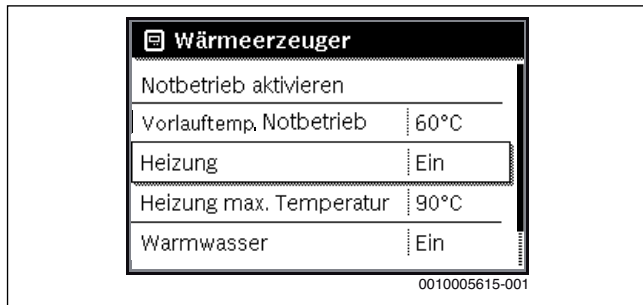 Wärmeerzeuger
Notbetrieb aktivieren
Vorlauftemp. Notbetrieb 60°C
Heizung Ein
Heizung max. Temperatur 90°C
Warmwasser Ein
0010005615-001